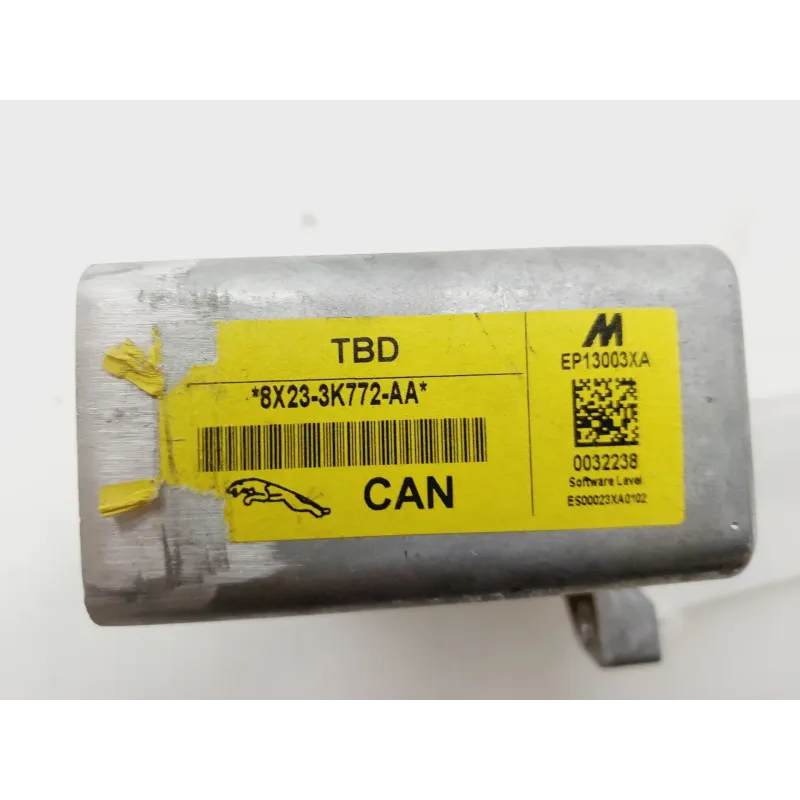 TBD
*8X23-3K772-AA*
CAN
M
EP13003XA
0032238
Software Level
ES00023XA0102